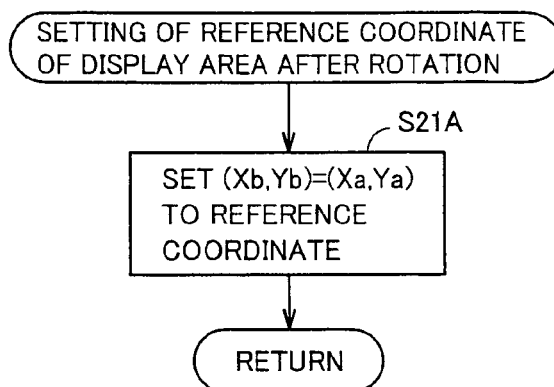 SETTING OF REFERENCE COORDINATE
OF DISPLAY AREA AFTER ROTATION
S21A
SET (Xb,Yb)=(Xa,Ya)
TO REFERENCE
COORDINATE
RETURN